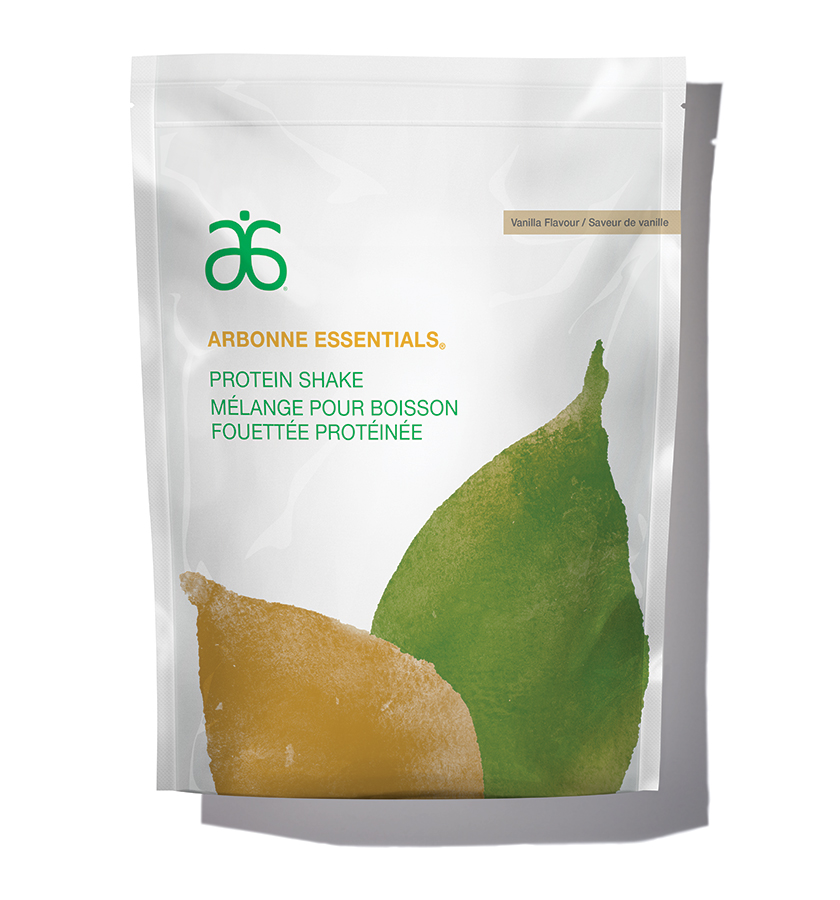 Vanilla Flavour / Saveur de vanille
ARBONNE ESSENTIALS®
PROTEIN SHAKE
MÉLANGE POUR BOISSON
FOUETTÉE PROTÉINÉE